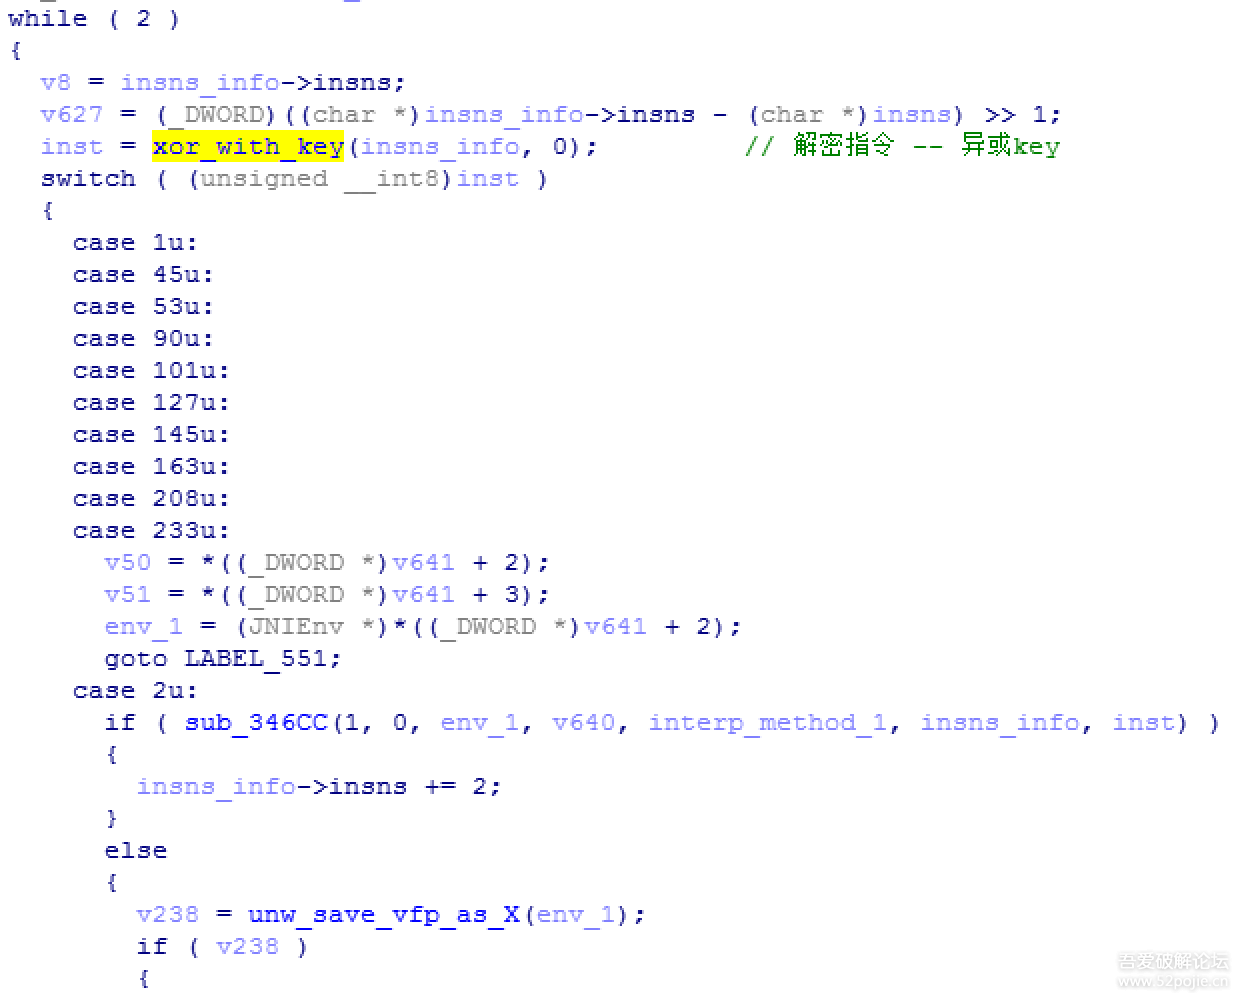 while ( 2 )
{
v8 = insns_info->insns;
v627 = (_DWORD)((char *)insns_info->insns - (char *)insns) >> 1;
inst = xor_with_key(insns_info, 0); // 解密指令 -- 异或key
switch ( (unsigned __int8)inst )
{
case 1u:
case 45u:
case 53u:
case 90u:
case 101u:
case 127u:
case 145u:
case 163u:
case 208u:
case 233u:
v50 = *((_DWORD *)v641 + 2);
v51 = *((_DWORD *)v641 + 3);
env_1 = (JNIEnv *)*((_DWORD *)v641 + 2);
goto LABEL_551;
case 2u:
if ( sub_346CC(1, 0, env_1, v640, interp_method_1, insns_info, inst) )
{
insns_info->insns += 2;
}
else
{
v238 = unw_save_vfp_as_X(env_1);
if ( v238 )
{
吾爱破解论坛
www.52pojie.cn